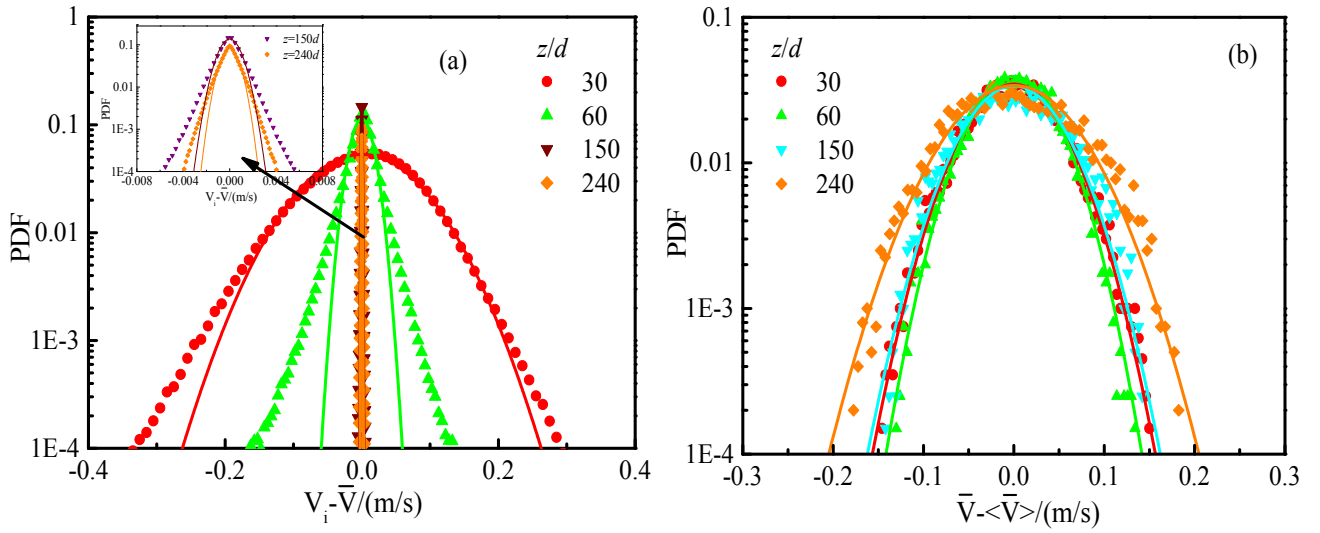 1
0.1
0.01
1E-3
1E-4
PDF
-0.4
-0.2
0.0
0.2
0.4
V_i-V̄/(m/s)
(a)
z/d
30
60
150
240
0.1
0.01
1E-3
1E-4
PDF
z=150d
z=240d
-0.008
-0.004
0.000
0.004
0.008
V_i-V̄/(m/s)
0.1
0.01
1E-3
1E-4
PDF
-0.3
-0.2
-0.1
0.0
0.1
0.2
0.3
V̄-<V̄>/(m/s)
z/d
30
60
150
240
(b)